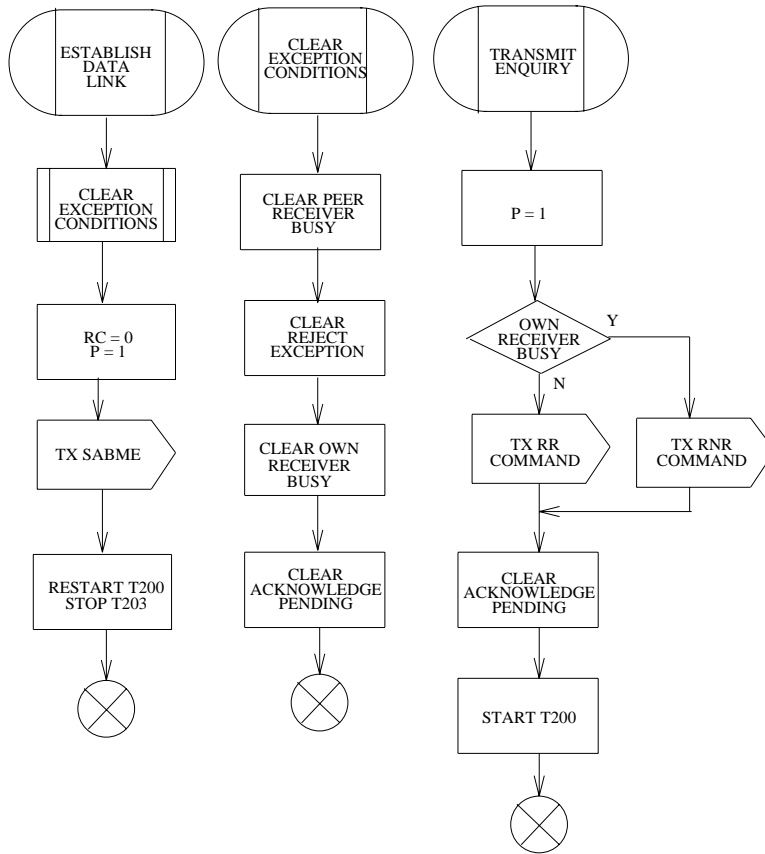 ESTABLISH
DATA
LINK
CLEAR
EXCEPTION
CONDITIONS
RC = 0
P = 1
TX SABME
RESTART T200
STOP T203
CLEAR
EXCEPTION
CONDITIONS
CLEAR PEER
RECEIVER
BUSY
CLEAR
REJECT
EXCEPTION
CLEAR OWN
RECEIVER
BUSY
CLEAR
ACKNOWLEDGE
PENDING
TRANSMIT
ENQUIRY
P = 1
OWN
RECEIVER
BUSY
Y
N
TX RR
COMMAND
TX RNR
COMMAND
CLEAR
ACKNOWLEDGE
PENDING
START T200